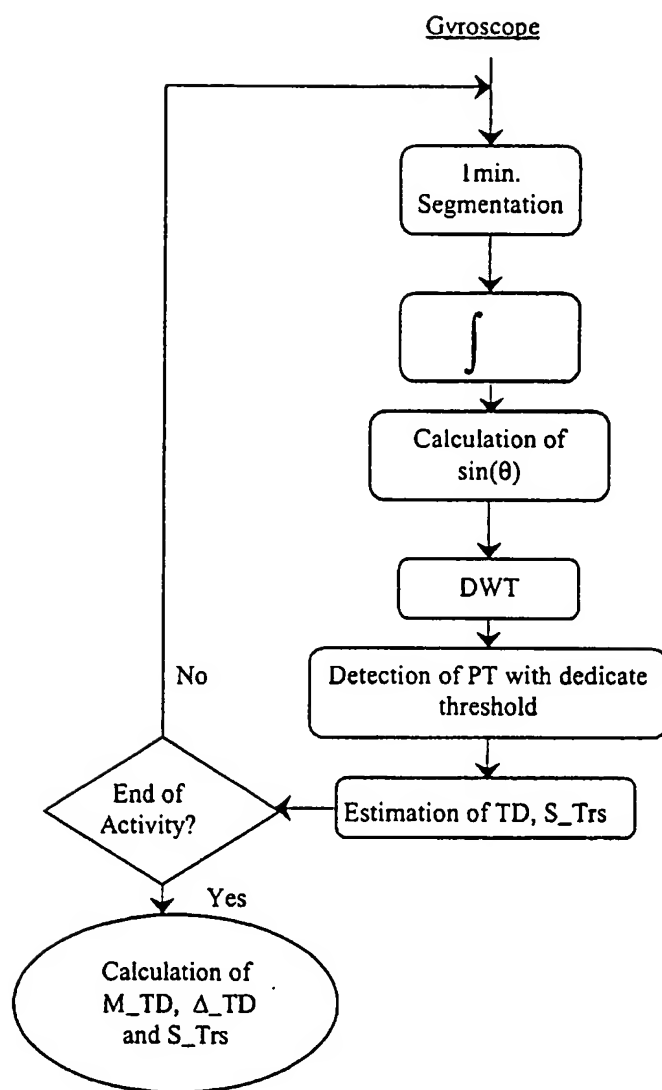 Gyroscope
1min.
Segmentation
∫
Calculation of
sin(θ)
DWT
Detection of PT with dedicate
threshold
Estimation of TD, S_Trs
End of
Activity?
No
Yes
Calculation of
M_TD, Δ_TD
and S_Trs